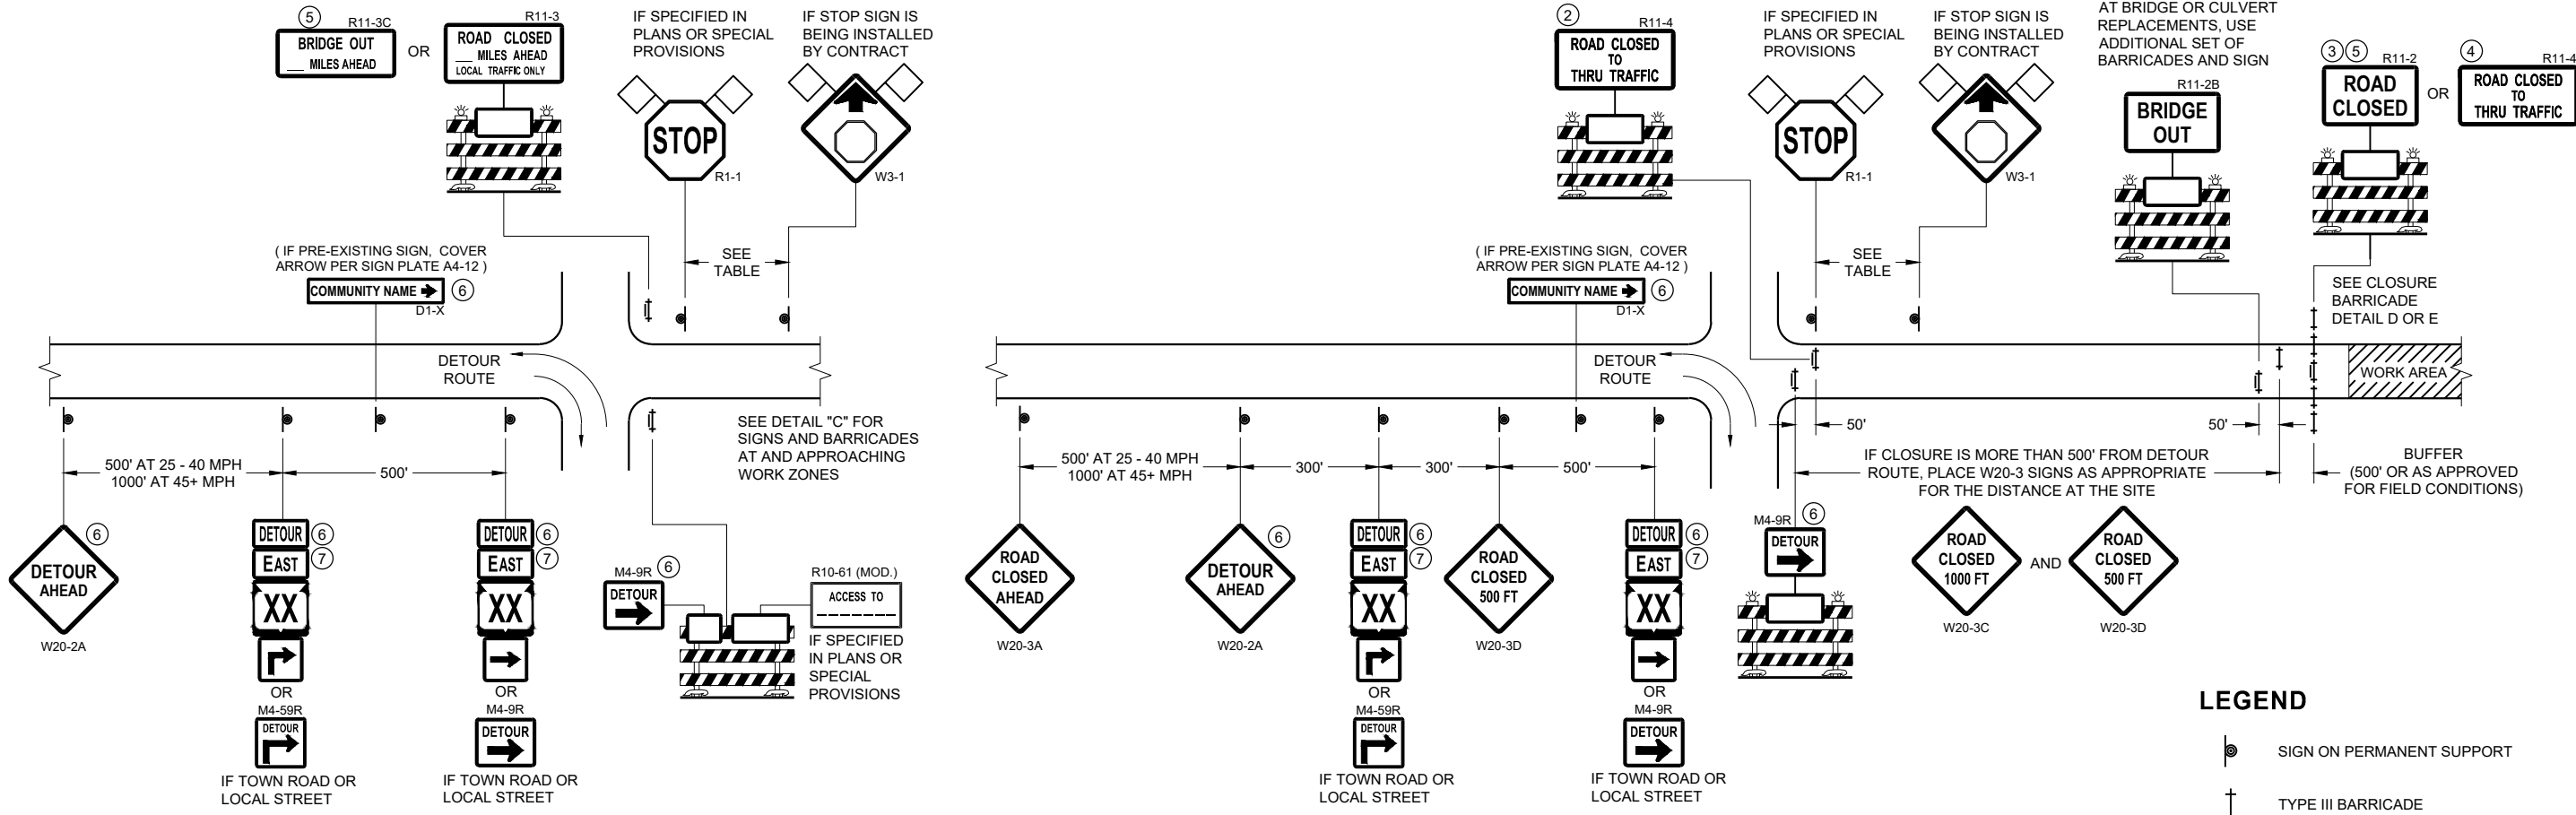 5
R11-3C
BRIDGE OUT
___ MILES AHEAD
OR
R11-3
ROAD CLOSED
___ MILES AHEAD
LOCAL TRAFFIC ONLY
IF SPECIFIED IN
PLANS OR SPECIAL
PROVISIONS
STOP
R1-1
IF STOP SIGN IS
BEING INSTALLED
BY CONTRACT
W3-1
SEE
TABLE
( IF PRE-EXISTING SIGN, COVER
ARROW PER SIGN PLATE A4-12 )
COMMUNITY NAME
6
D1-X
DETOUR
ROUTE
SEE DETAIL "C" FOR
SIGNS AND BARRICADES
AT AND APPROACHING
WORK ZONES
500' AT 25 - 40 MPH
1000' AT 45+ MPH
500'
6
DETOUR
AHEAD
W20-2A
DETOUR
6
EAST
7
XX
OR
M4-59R
DETOUR
IF TOWN ROAD OR
LOCAL STREET
DETOUR
6
EAST
7
XX
OR
M4-9R
DETOUR
IF TOWN ROAD OR
LOCAL STREET
M4-9R
6
DETOUR
R10-61 (MOD.)
ACCESS TO
_______
IF SPECIFIED
IN PLANS OR
SPECIAL
PROVISIONS
2
R11-4
ROAD CLOSED
TO
THRU TRAFFIC
IF SPECIFIED IN
PLANS OR SPECIAL
PROVISIONS
STOP
R1-1
IF STOP SIGN IS
BEING INSTALLED
BY CONTRACT
W3-1
SEE
TABLE
AT BRIDGE OR CULVERT
REPLACEMENTS, USE
ADDITIONAL SET OF
BARRICADES AND SIGN
R11-2B
BRIDGE
OUT
3
5
R11-2
ROAD
CLOSED
OR
4
R11-4
ROAD CLOSED
TO
THRU TRAFFIC
( IF PRE-EXISTING SIGN, COVER
ARROW PER SIGN PLATE A4-12 )
COMMUNITY NAME
6
D1-X
SEE CLOSURE
BARRICADE
DETAIL D OR E
DETOUR
ROUTE
WORK AREA
50'
50'
500' AT 25 - 40 MPH
1000' AT 45+ MPH
300'
300'
500'
IF CLOSURE IS MORE THAN 500' FROM DETOUR
ROUTE, PLACE W20-3 SIGNS AS APPROPRIATE
FOR THE DISTANCE AT THE SITE
BUFFER
(500' OR AS APPROVED
FOR FIELD CONDITIONS)
ROAD
CLOSED
AHEAD
W20-3A
6
DETOUR
AHEAD
W20-2A
DETOUR
6
EAST
7
XX
OR
M4-59R
DETOUR
IF TOWN ROAD OR
LOCAL STREET
ROAD
CLOSED
500 FT
W20-3D
DETOUR
6
EAST
7
XX
OR
M4-9R
DETOUR
IF TOWN ROAD OR
LOCAL STREET
M4-9R
6
DETOUR
ROAD
CLOSED
1000 FT
W20-3C
AND
ROAD
CLOSED
500 FT
W20-3D
LEGEND
SIGN ON PERMANENT SUPPORT
TYPE III BARRICADE